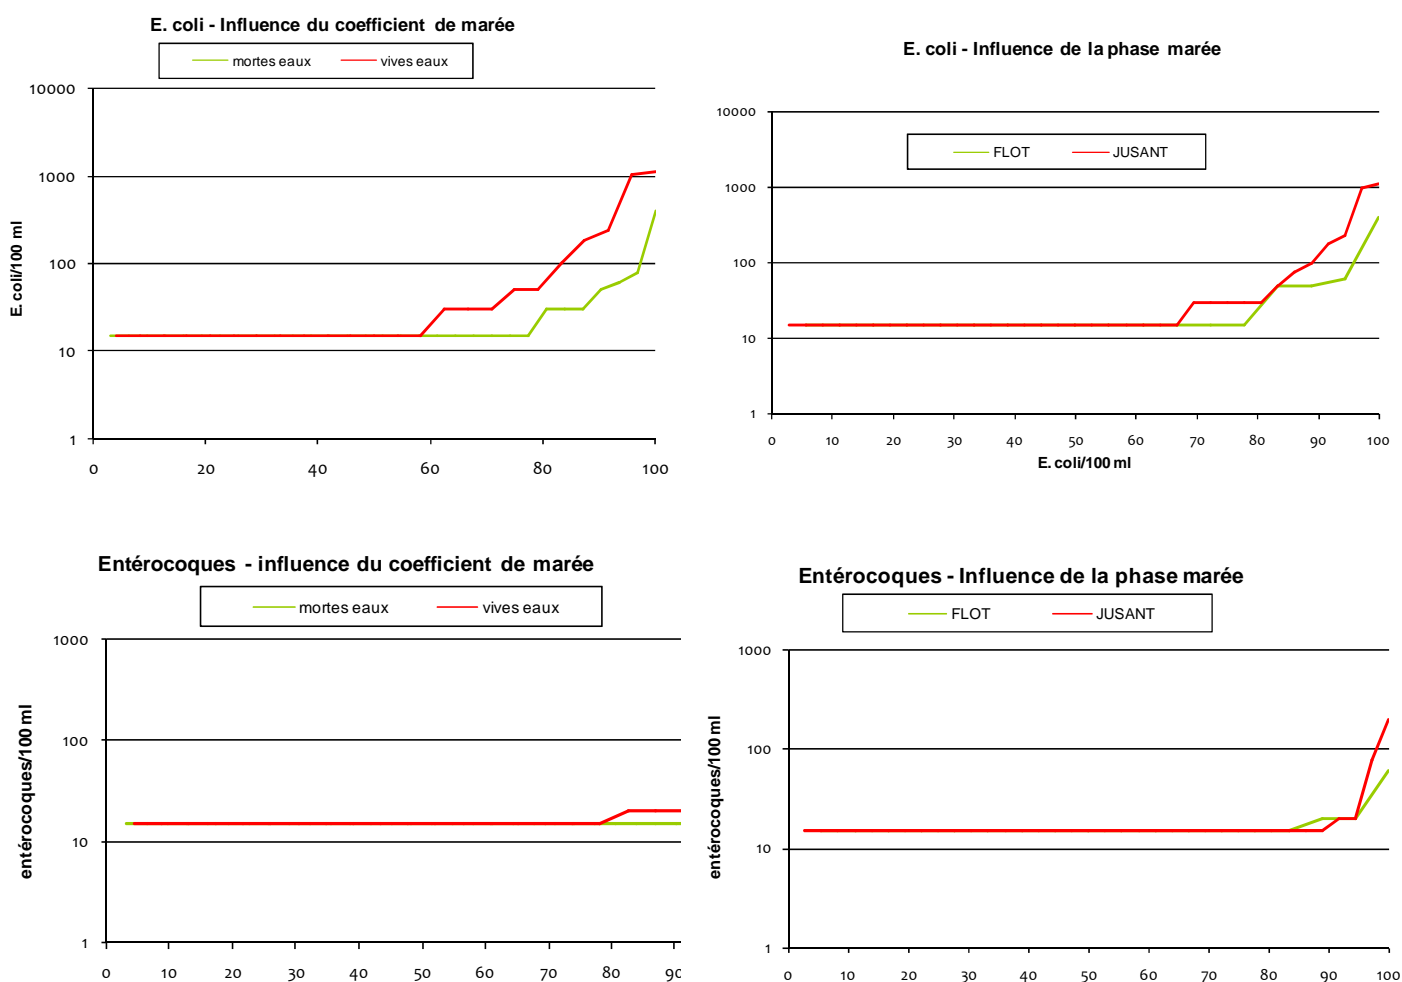 E. coli - Influence du coefficient de marée
mortes eaux vives eaux
10000
1000
100
10
1
E. coli/100 ml
0 20 40 60 80 100
E. coli - Influence de la phase marée
10000
FLOT JUSANT
1000
100
10
1
0 10 20 30 40 50 60 70 80 90 100
E. coli/100 ml
Entérocoques - influence du coefficient de marée
mortes eaux vives eaux
1000
100
10
1
entérocoques/100 ml
0 10 20 30 40 50 60 70 80 90
Entérocoques - Influence de la phase marée
FLOT JUSANT
1000
100
10
1
entérocoques/100 ml
0 10 20 30 40 50 60 70 80 90 100